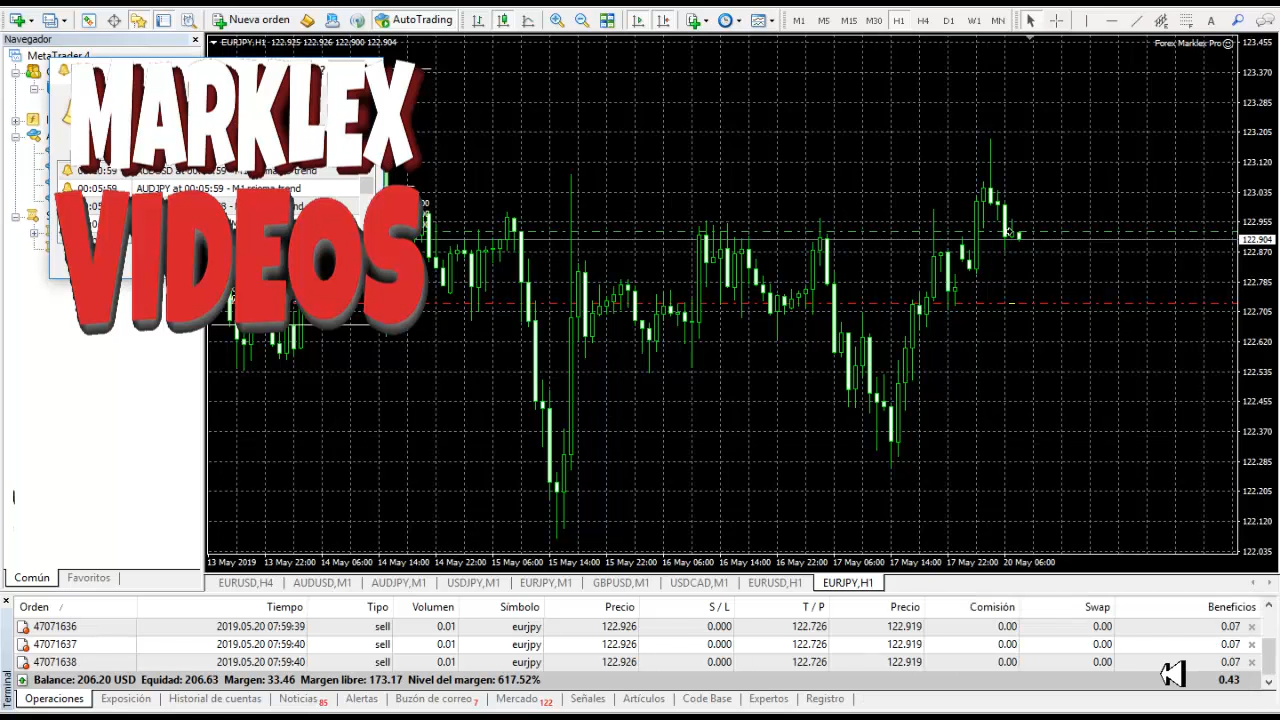 Nueva orden AutoTrading M1 M5 M15 M30 H1 H4 D1 W1 MN
Navegador
EURJPY,H1 122.925 122.926 122.900 122.904
Forex Marklex Pro
MetaTrader 4
MARKLEX
VIDEOS
00:05:59 AUDJPY at 00:05:59 - M1
trend
123.455
123.370
123.285
123.205
123.120
123.035
122.955
122.904
122.870
122.785
122.705
122.620
122.535
122.455
122.370
122.285
122.205
122.120
122.035
13 May 2019 13 May 22:00 14 May 06:00 14 May 14:00 14 May 22:00 15 May 06:00 15 May 14:00 15 May 22:00 16 May 06:00 16 May 14:00 16 May 22:00 17 May 06:00 17 May 14:00 17 May 22:00 20 May 06:00
Común Favoritos
EURUSD,H4 AUDUSD,M1 AUDJPY,M1 USDJPY,M1 EURJPY,M1 GBPUSD,M1 USDCAD,M1 EURUSD,H1 EURJPY,H1
Orden / Tiempo Tipo Volumen Símbolo Precio S / L T / P Precio Comisión Swap Beneficios
47071636 2019.05.20 07:59:39 sell 0.01 eurjpy 122.926 0.000 122.726 122.919 0.00 0.00 0.07
47071637 2019.05.20 07:59:40 sell 0.01 eurjpy 122.926 0.000 122.726 122.919 0.00 0.00 0.07
47071638 2019.05.20 07:59:40 sell 0.01 eurjpy 122.926 0.000 122.726 122.919 0.00 0.00 0.07
Balance: 206.20 USD Equidad: 206.63 Margen: 33.46 Margen libre: 173.17 Nivel del margen: 617.52% 0.43
Terminal
Operaciones Exposición Historial de cuentas Noticias 85 Alertas Buzón de correo 7 Mercado 122 Señales Artículos Code Base Expertos Registro